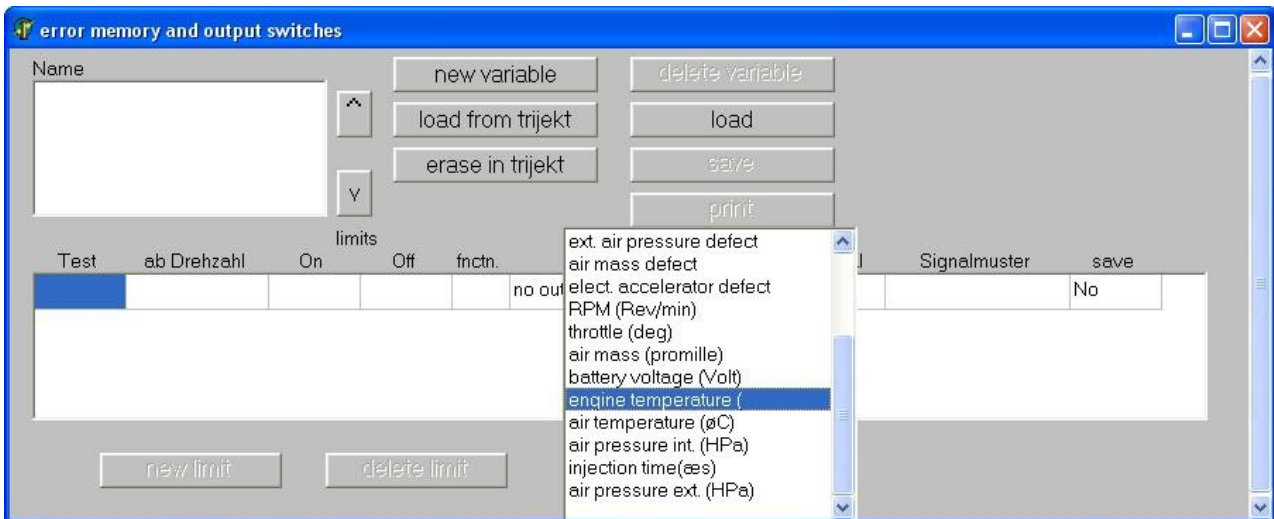 error memory and output switches
Name
new variable
delete variable
^
load from trijekt
load
erase in trijekt
save
v
print
limits
Test ab Drehzahl On Off fnctn. Signalmuster save
no out No
ext. air pressure defect
air mass defect
elect. accelerator defect
RPM (Rev/min)
throttle (deg)
air mass (promille)
battery voltage (Volt)
engine temperature (
air temperature (øC)
air pressure int. (HPa)
injection time(æs)
air pressure ext. (HPa)
new limit
delete limit